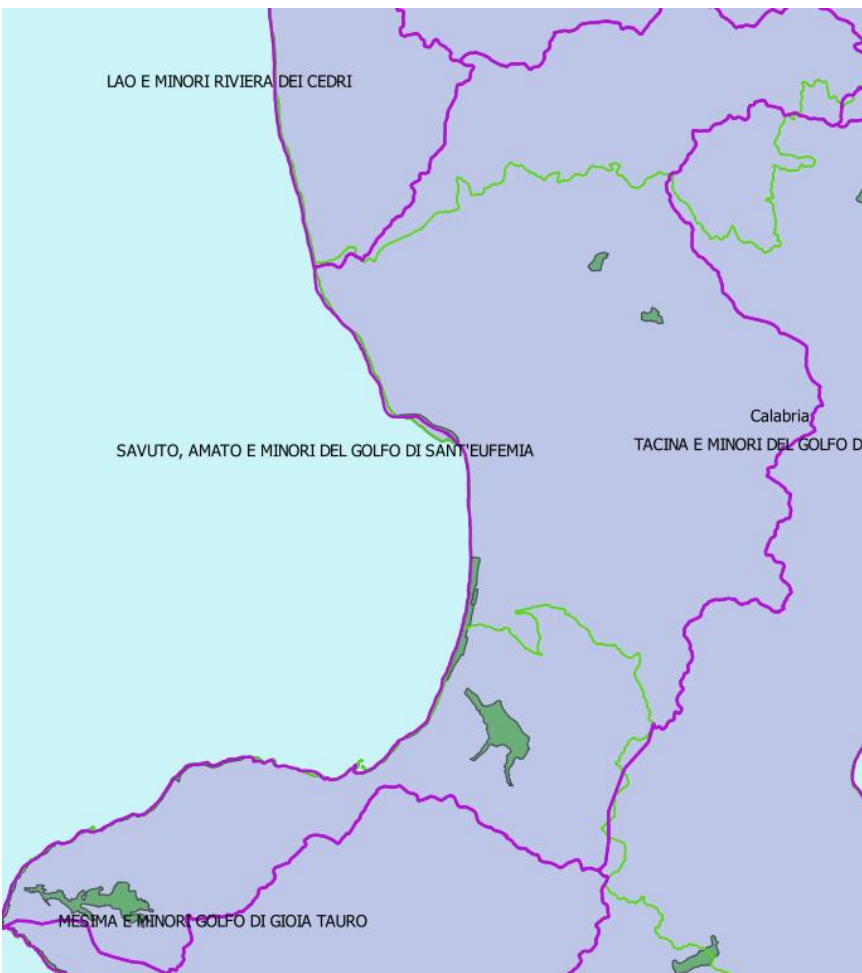 LAO E MINORI RIVIERA DEI CEDRI
Calabria
SAVUTO, AMATO E MINORI DEL GOLFO DI SANT'EUFEMIA
TACINA E MINORI DEL GOLFO D
MESIMA E MINORI GOLFO DI GIOIA TAURO